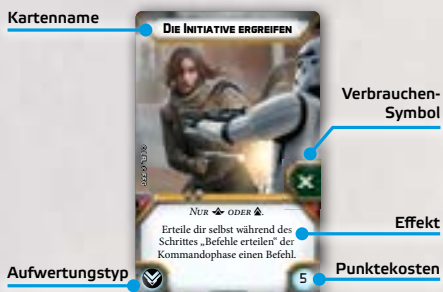 Kartenname
DIE INITIATIVE ERGREIFEN
Verbrauchen-
Symbol
NUR ODER .
Erteile dir selbst während des
Schrittes „Befehle erteilen“ der
Kommandophase einen Befehl.
Effekt
Aufwertungstyp
5
Punktekosten